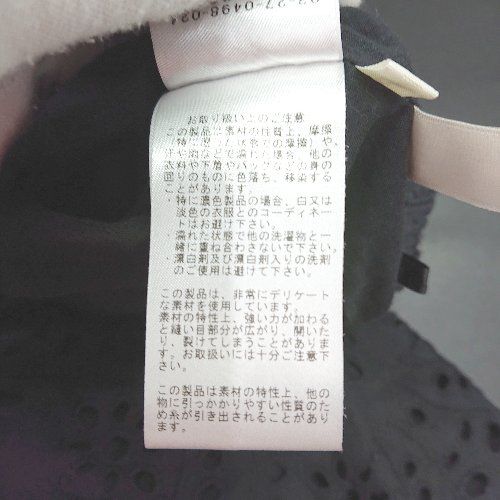 03-27-0498-024
お取り扱い上のご注意
この製品は素材の性質上、摩擦
(特に湿った状態での摩擦)や、
汗や雨などで濡れた場合、他の
衣料や下着やバッグなどの身の
回りのものに色落ち、移染する
ことがあります。
・特に濃色製品の場合、白又は
淡色の衣服とのコーディネー
トはお避け下さい。
・濡れた状態で他の洗濯物と一
緒に重ね合わさないで下さい。
・漂白剤及び漂白剤入りの洗剤
のご使用は避けて下さい。
この製品は、非常にデリケート
な素材を使用しています。
素材の特性上、強い力が加わる
と縫い目部分が広がり、開いた
り、裂けてしまうことがありま
す。お取扱いには十分ご注意下
さい。
この製品は素材の特性上、他の
物に引っかかりやすい性質のた
め糸が引き出されることがあり
ます。